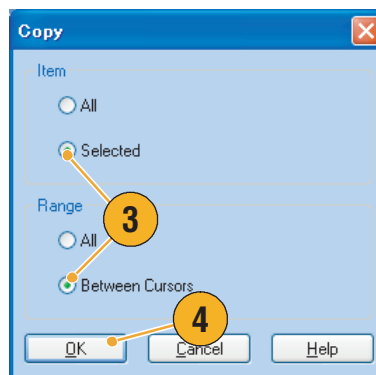 Copy
Item
All
Selected
3
Range
All
Between Cursors
4
OK Cancel Help